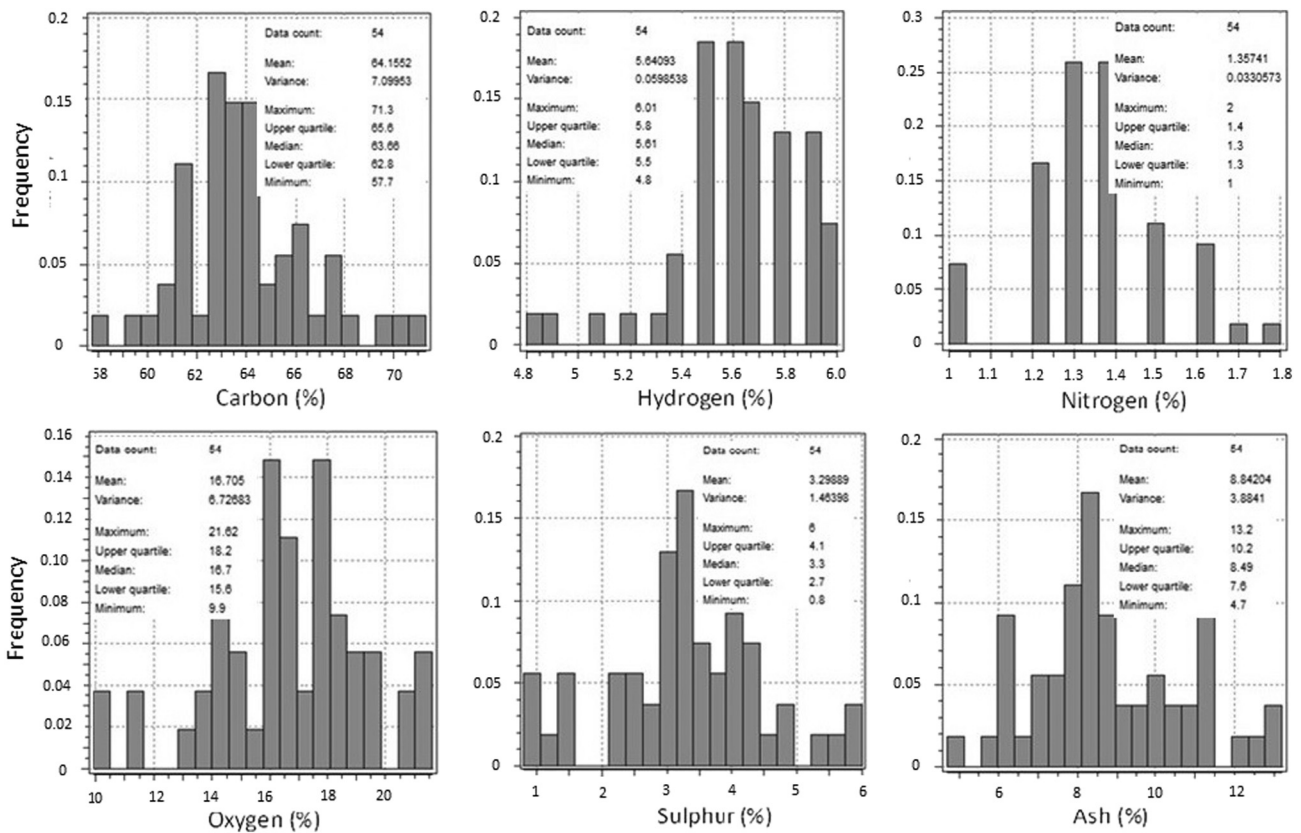 0.2
0.15
0.1
0.05
0
Frequency
Data count: 54
Mean: 64.1552
Variance: 7.09953
Maximum: 71.3
Upper quartile: 65.6
Median: 63.66
Lower quartile: 62.8
Minimum: 57.7
58 60 62 62 66 68 70
Carbon (%)
0.2
0.15
0.1
0.05
0
Data count: 54
Mean: 5.64093
Variance: 0.0598538
Maximum: 6.01
Upper quartile: 5.8
Median: 5.61
Lower quartile: 5.5
Minimum: 4.8
4.8 5 5.2 5.4 5.6 5.8 6.0
Hydrogen (%)
0.3
0.25
0.2
0.15
0.1
0.05
0
Data count: 54
Mean: 1.35741
Variance: 0.0330573
Maximum: 2
Upper quartile: 1.4
Median: 1.3
Lower quartile: 1.3
Minimum: 1
1 1.1 1.2 1.3 1.4 1.5 1.6 1.7 1.8
Nitrogen (%)
0.16
0.14
0.12
0.10
0.08
0.06
0.04
0.02
0
Frequency
Data count: 54
Mean: 16.705
Variance: 6.72683
Maximum: 21.62
Upper quartile: 18.2
Median: 16.7
Lower quartile: 15.6
Minimum: 9.9
10 12 14 16 18 20
Oxygen (%)
0.2
0.15
0.1
0.05
0
Data count: 54
Mean: 3.29889
Variance: 1.46398
Maximum: 6
Upper quartile: 4.1
Median: 3.3
Lower quartile: 2.7
Minimum: 0.8
1 2 3 4 5 6
Sulphur (%)
0.2
0.15
0.1
0.05
0
Data count: 54
Mean: 8.84204
Variance: 3.8841
Maximum: 13.2
Upper quartile: 10.2
Median: 8.49
Lower quartile: 7.6
Minimum: 4.7
6 8 10 12
Ash (%)